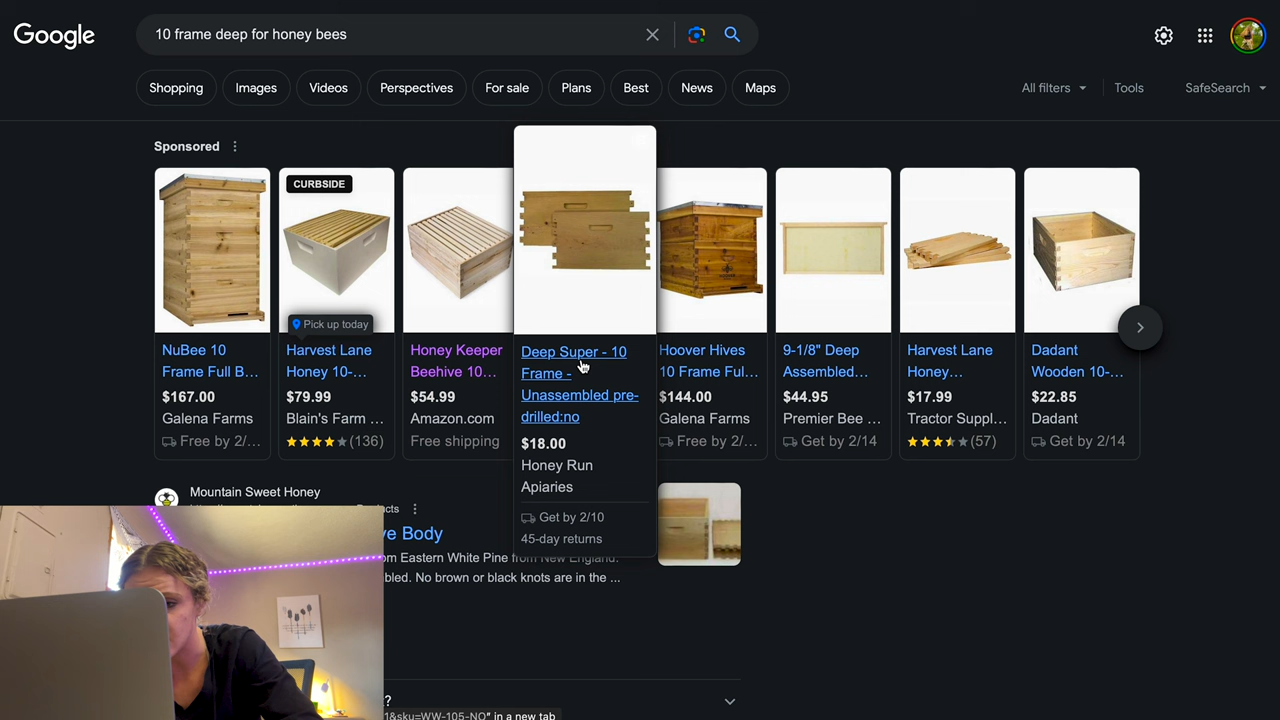 Google
10 frame deep for honey bees
Shopping
Images
Videos
Perspectives
For sale
Plans
Best
News
Maps
All filters
Tools
SafeSearch
Sponsored
NuBee 10
Frame Full B...
$167.00
Galena Farms
Free by 2/...
CURBSIDE
Pick up today
Harvest Lane
Honey 10-...
$79.99
Blain's Farm ...
(136)
Honey Keeper
Beehive 10...
$54.99
Amazon.com
Free shipping
Deep Super - 10
Frame -
Unassembled pre-
drilled:no
$18.00
Honey Run
Apiaries
Get by 2/10
45-day returns
Hoover Hives
10 Frame Ful...
$144.00
Galena Farms
Free by 2/...
9-1/8" Deep
Assembled...
$44.95
Premier Bee ...
Get by 2/14
Harvest Lane
Honey...
$17.99
Tractor Suppl...
(57)
Dadant
Wooden 10-...
$22.85
Dadant
Get by 2/14
Mountain Sweet Honey
ve Body
om Eastern White Pine from New England.
bled. No brown or black knots are in the ...
?
1&sku=WW-105-NO" in a new tab